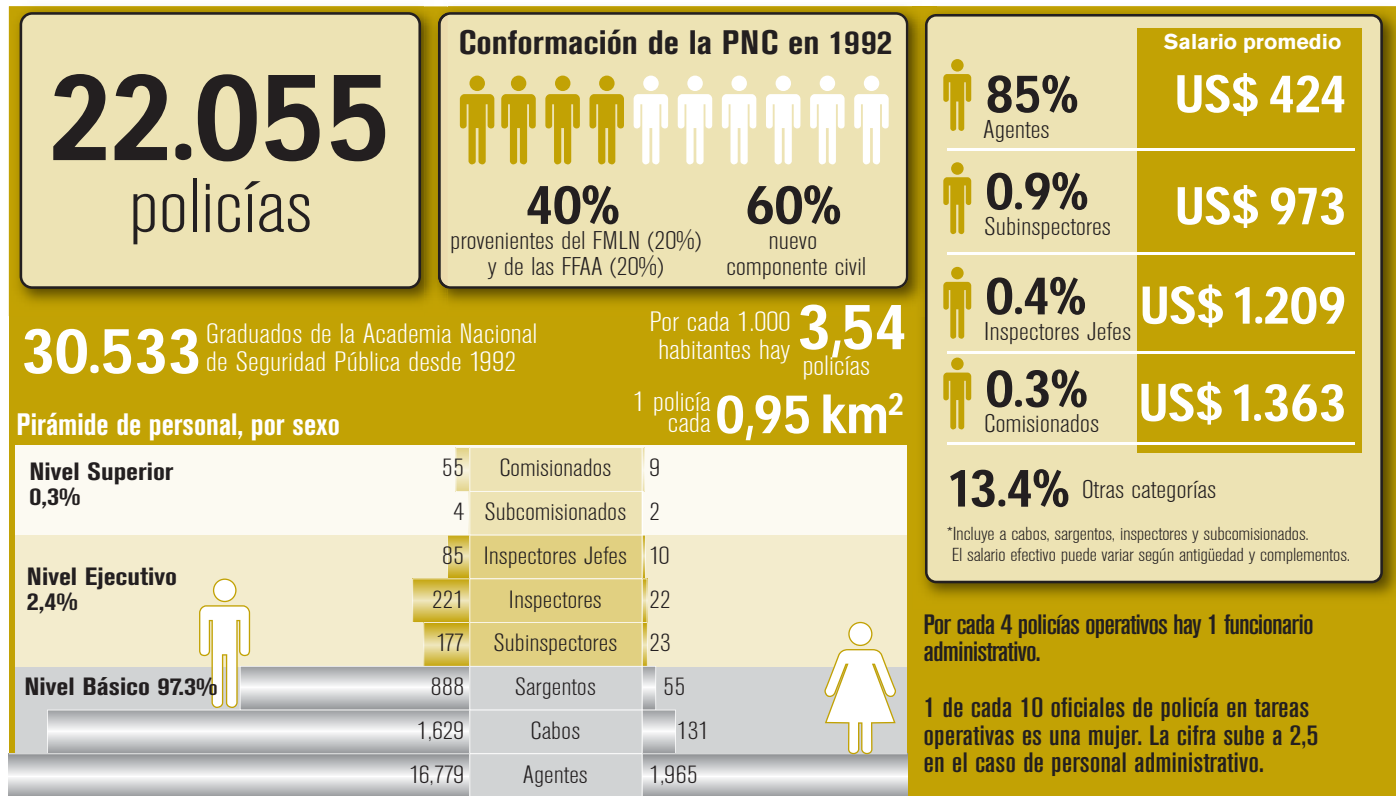 22.055
policías
Conformación de la PNC en 1992
40%
provenientes del FMLN (20%)
y de las FFAA (20%)
60%
nuevo
componente civil
30.533 Graduados de la Academia Nacional
de Seguridad Pública desde 1992
Por cada 1.000
habitantes hay
3,54
policías
1 policía
cada
0,95 km²
Pirámide de personal, por sexo
Nivel Superior
0,3%
55 Comisionados 9
4 Subcomisionados 2
Nivel Ejecutivo
2,4%
85 Inspectores Jefes 10
221 Inspectores 22
177 Subinspectores 23
Nivel Básico 97.3%
888 Sargentos 55
1,629 Cabos 131
16,779 Agentes 1,965
Salario promedio
85%
Agentes
US$ 424
0.9%
Subinspectores
US$ 973
0.4%
Inspectores Jefes
US$ 1.209
0.3%
Comisionados
US$ 1.363
13.4% Otras categorías
*Incluye a cabos, sargentos, inspectores y subcomisionados.
El salario efectivo puede variar según antigüedad y complementos.
Por cada 4 policías operativos hay 1 funcionario
administrativo.
1 de cada 10 oficiales de policía en tareas
operativas es una mujer. La cifra sube a 2,5
en el caso de personal administrativo.